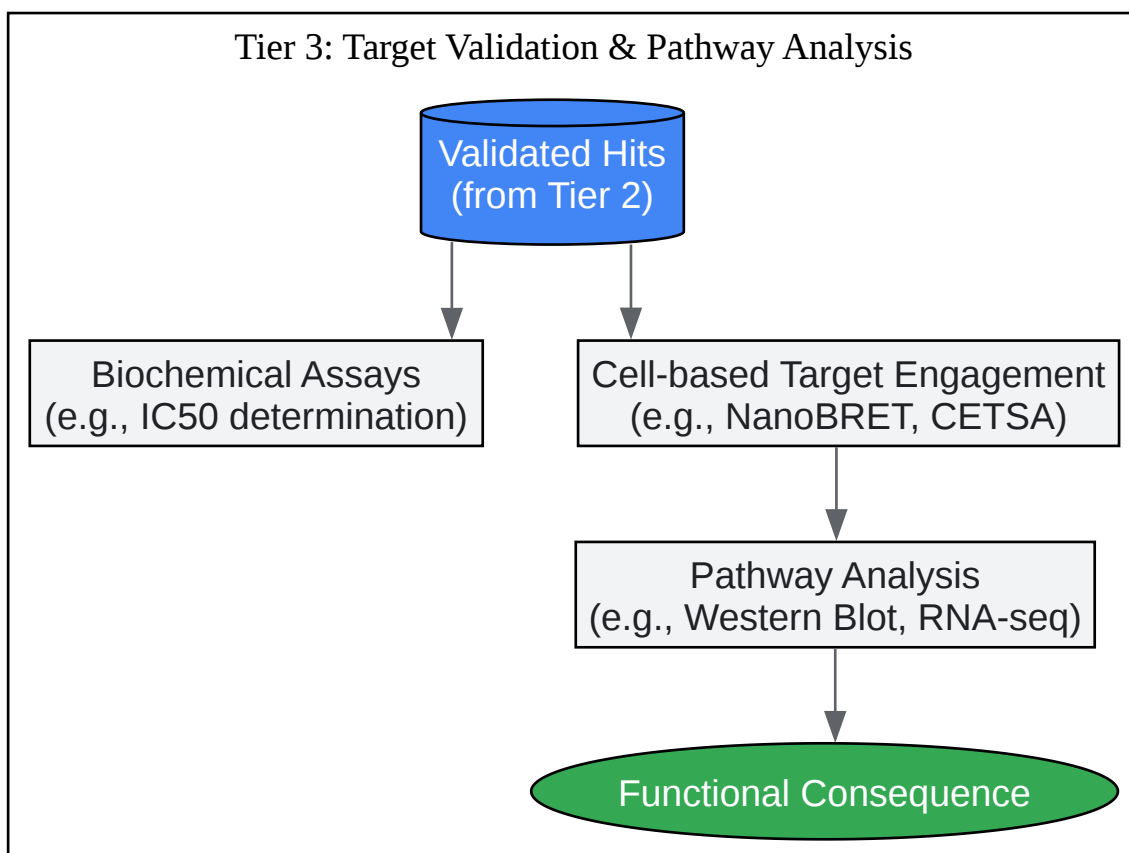 Tier 3: Target Validation & Pathway Analysis
Validated Hits
(from Tier 2)
Biochemical Assays
(e.g., IC50 determination)
Cell-based Target Engagement
(e.g., NanoBRET, CETSA)
Pathway Analysis
(e.g., Western Blot, RNA-seq)
Functional Consequence